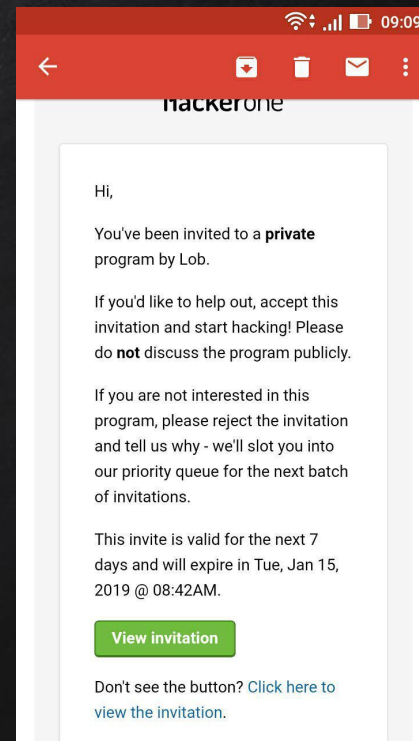 09:09
hackerone
Hi,
You've been invited to a private
program by Lob.
If you'd like to help out, accept this
invitation and start hacking! Please
do not discuss the program publicly.
If you are not interested in this
program, please reject the invitation
and tell us why - we'll slot you into
our priority queue for the next batch
of invitations.
This invite is valid for the next 7
days and will expire in Tue, Jan 15,
2019 @ 08:42AM.
View invitation
Don't see the button? Click here to
view the invitation.